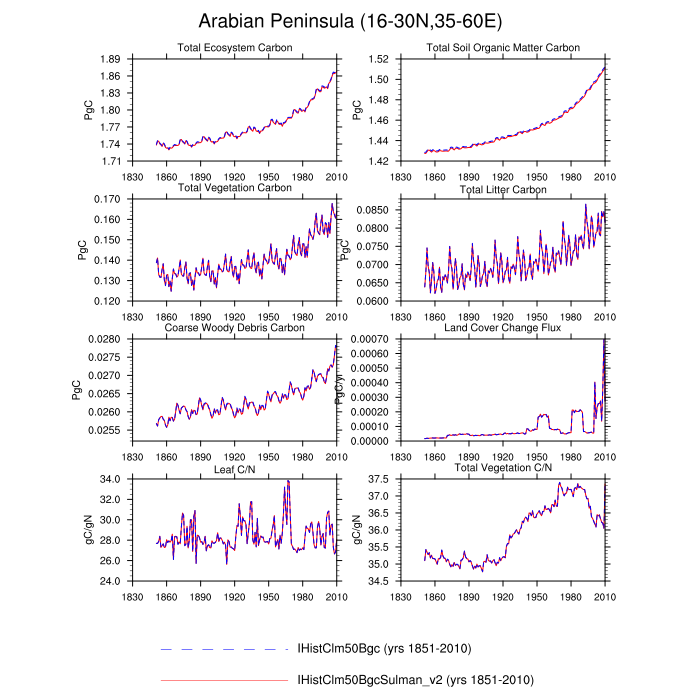 Arabian Peninsula (16-30N,35-60E)
Total Ecosystem Carbon
Total Soil Organic Matter Carbon
PgC
1.89
1.86
1.83
1.80
1.77
1.74
1.71
1830 1860 1890 1920 1950 1980 2010
PgC
1.52
1.50
1.48
1.46
1.44
1.42
1830 1860 1890 1920 1950 1980 2010
Total Vegetation Carbon
Total Litter Carbon
PgC
0.170
0.160
0.150
0.140
0.130
0.120
1830 1860 1890 1920 1950 1980 2010
PgC
0.0850
0.0800
0.0750
0.0700
0.0650
0.0600
1830 1860 1890 1920 1950 1980 2010
Coarse Woody Debris Carbon
Land Cover Change Flux
PgC
0.0280
0.0275
0.0270
0.0265
0.0260
0.0255
1830 1860 1890 1920 1950 1980 2010
PgC/y
0.00070
0.00040
0.00030
0.00020
0.00010
0.00000
1830 1860 1890 1920 1950 1980 2010
Leaf C/N
Total Vegetation C/N
gC/gN
34.0
32.0
30.0
28.0
26.0
24.0
1830 1860 1890 1920 1950 1980 2010
gC/gN
37.5
37.0
36.5
36.0
35.5
35.0
34.5
1830 1860 1890 1920 1950 1980 2010
IHistClm50Bgc (yrs 1851-2010)
IHistClm50BgcSulman_v2 (yrs 1851-2010)